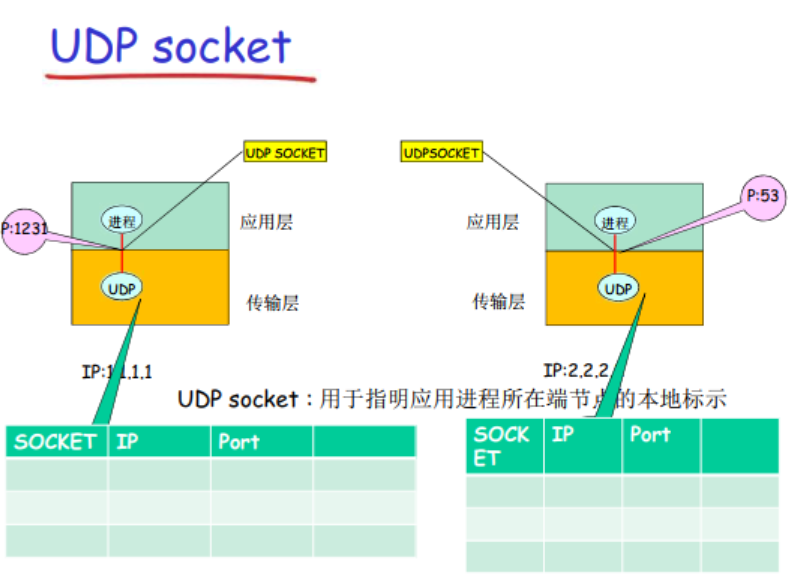 UDP socket
UDP SOCKET
UDPSOCKET
P:1231
进程
应用层
UDP
传输层
应用层
进程
P:53
传输层
UDP
IP:1.1.1.1
IP:2,2,2
UDP socket：用于指明应用进程所在端节点的本地标示
SOCKET IP Port
SOCK
ET IP Port